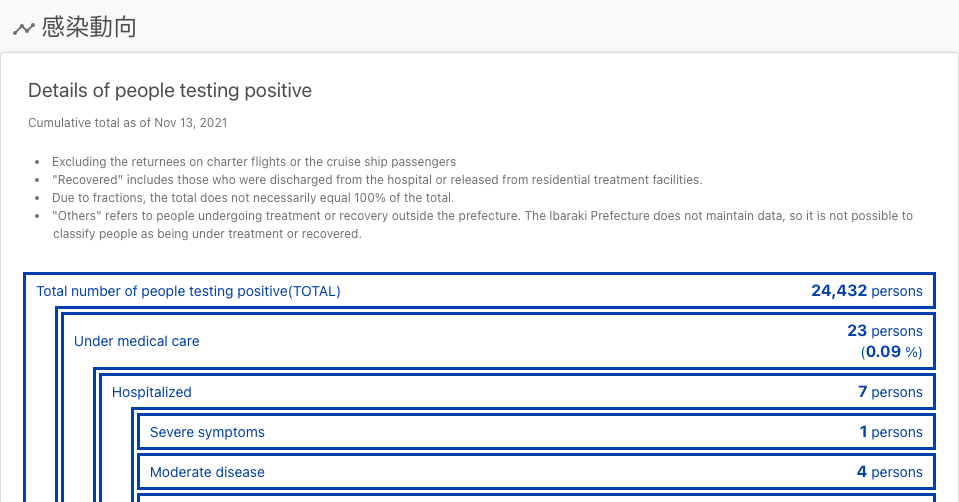 感染動向
Details of people testing positive
Cumulative total as of Nov 13, 2021
• Excluding the returnees on charter flights or the cruise ship passengers
• "Recovered" includes those who were discharged from the hospital or released from residential treatment facilities.
• Due to fractions, the total does not necessarily equal 100% of the total.
• "Others" refers to people undergoing treatment or recovery outside the prefecture. The Ibaraki Prefecture does not maintain data, so it is not possible to
classify people as being under treatment or recovered.
Total number of people testing positive(TOTAL) 24,432 persons
Under medical care 23 persons
(0.09 %)
Hospitalized 7 persons
Severe symptoms 1 persons
Moderate disease 4 persons